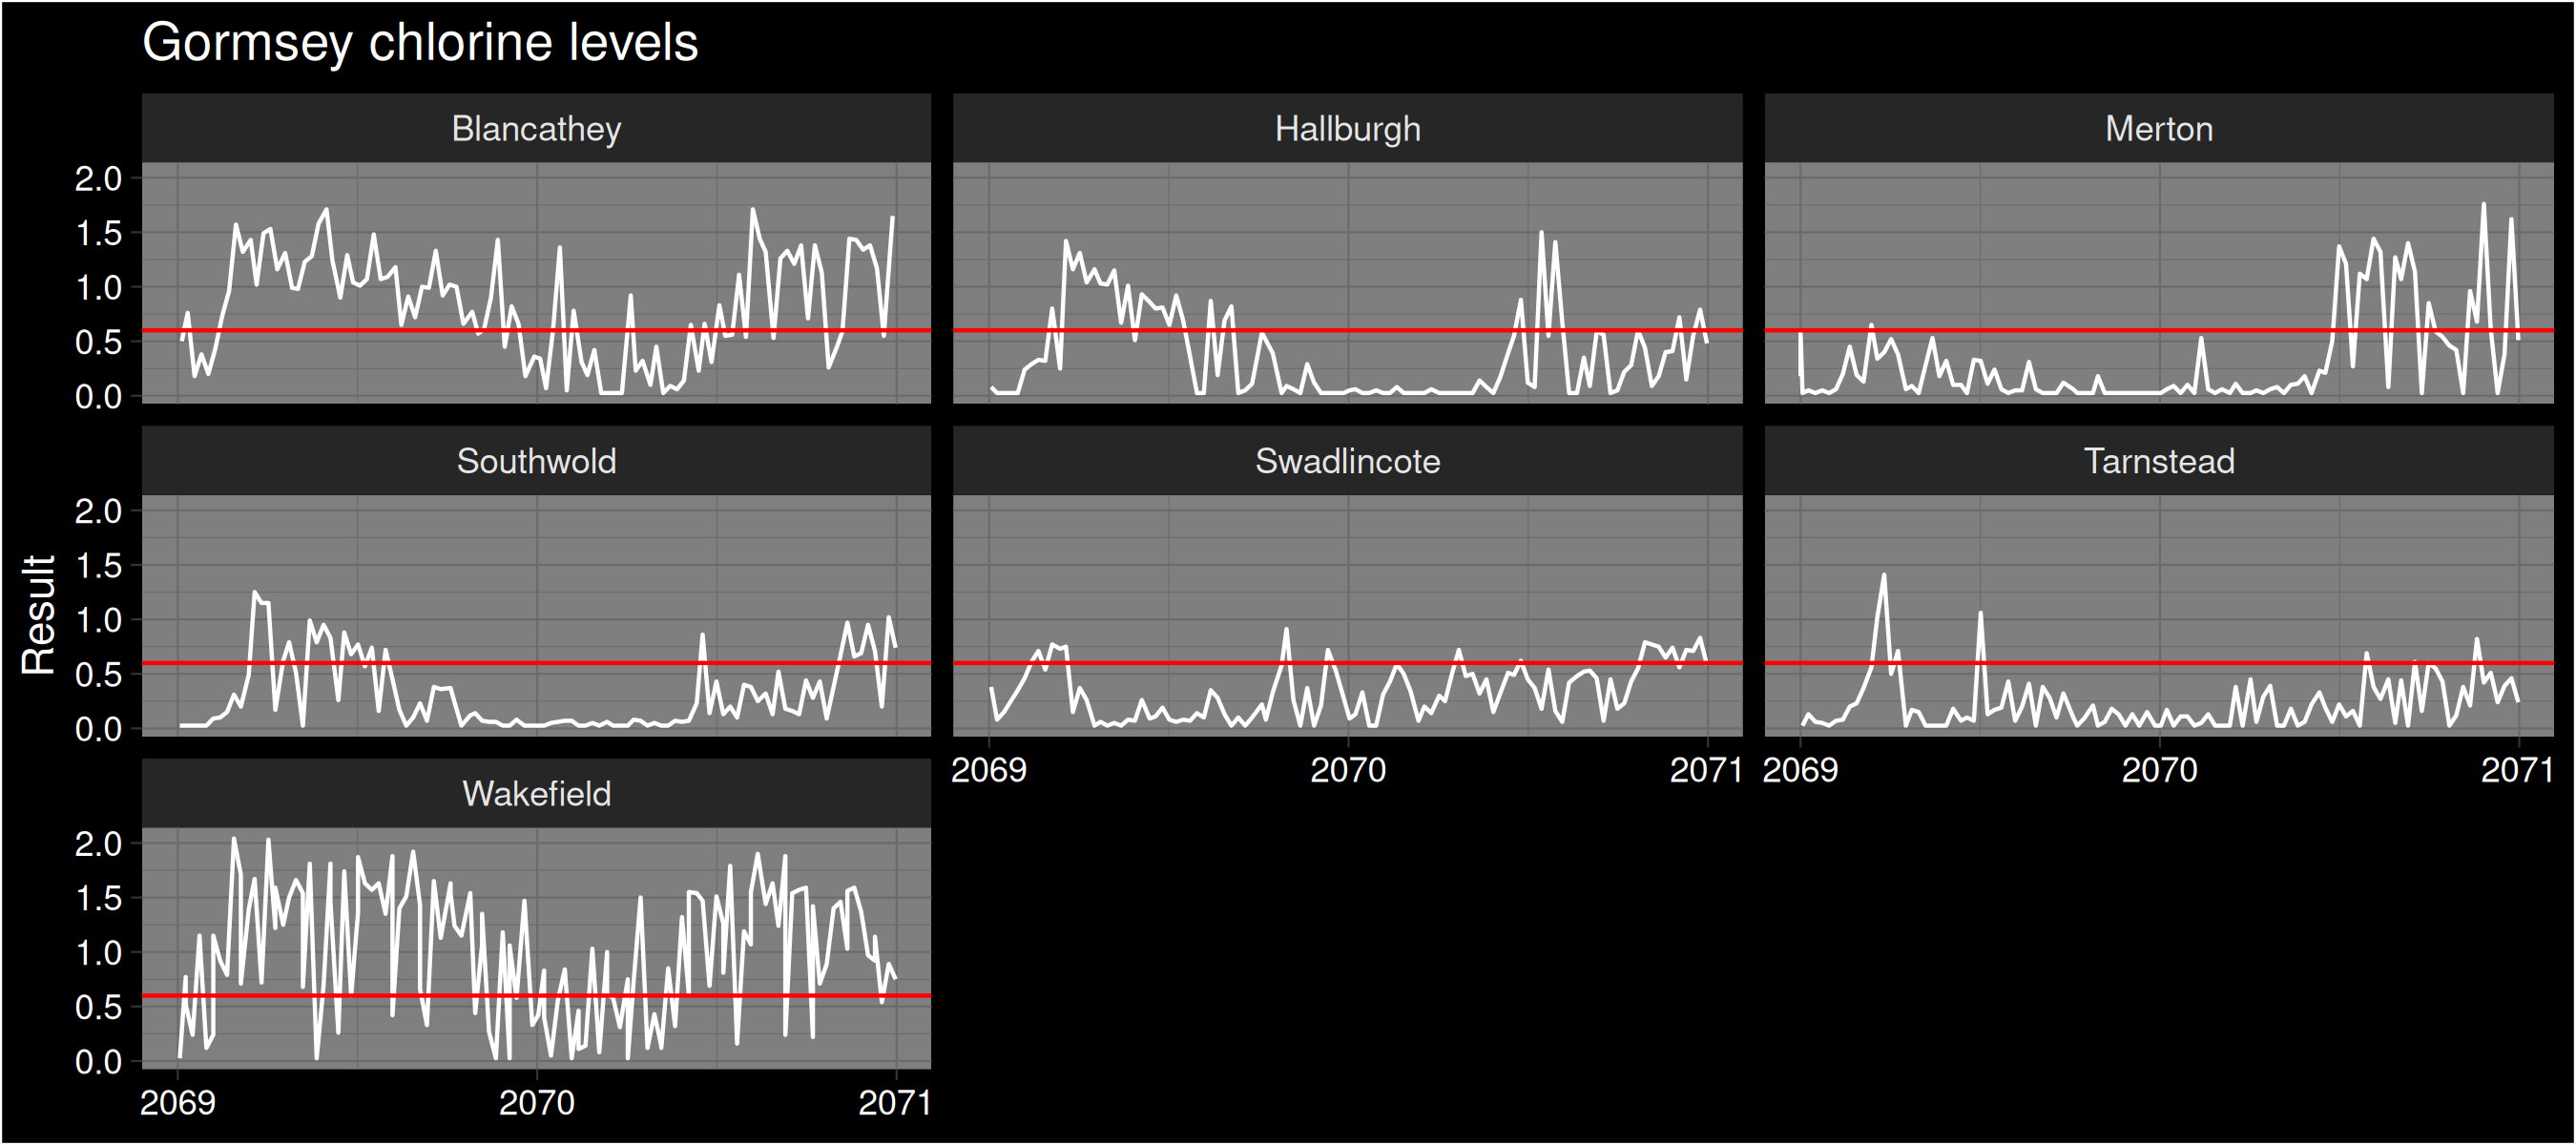 Gormsey chlorine levels
Blancathey
Hallburgh
Merton
2.0
1.5
1.0
0.5
0.0
Southwold
Swadlincote
Tarnstead
Result
2.0
1.5
1.0
0.5
0.0
2069 2070 2071
2069 2070 2071
Wakefield
2.0
1.5
1.0
0.5
0.0
2069 2070 2071